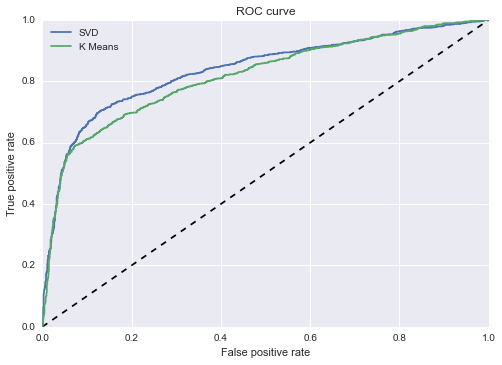 ROC curve
SVD
K Means
1.0
0.8
0.6
0.4
0.2
0.0
True positive rate
0.0 0.2 0.4 0.6 0.8 1.0
False positive rate